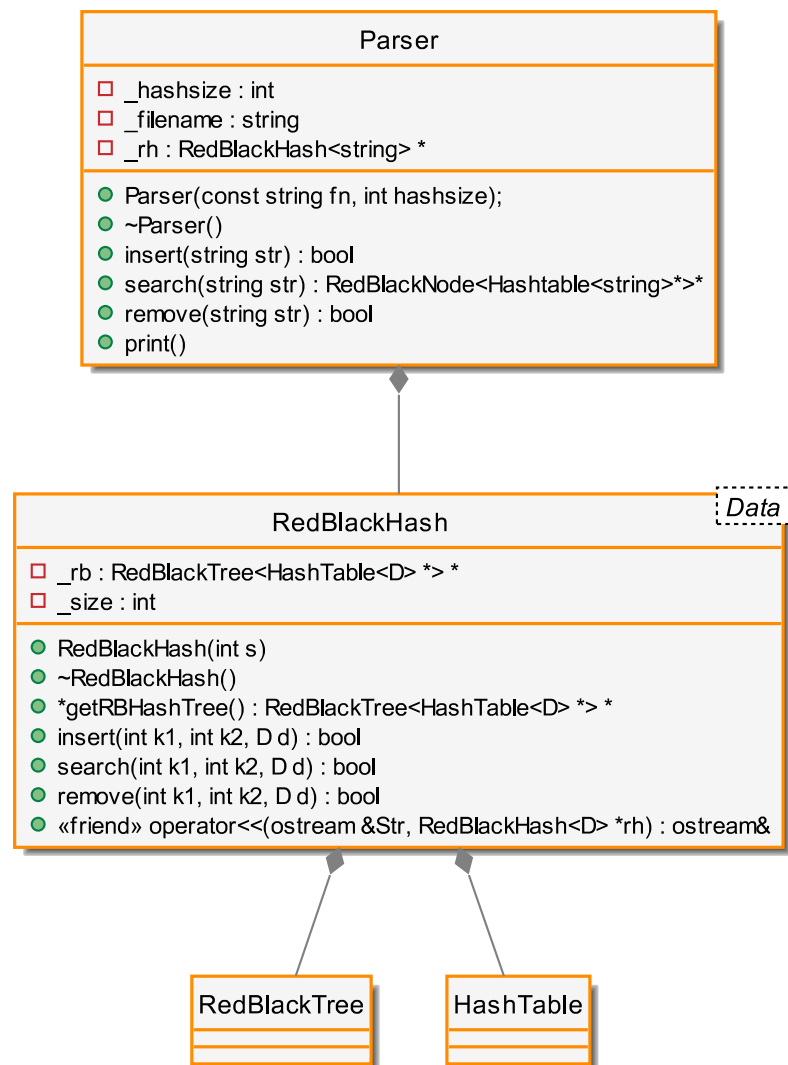 Parser
_hashsize : int
_filename : string
_rh : RedBlackHash<string> *
Parser(const string fn, int hashsize);
~Parser()
insert(string str) : bool
search(string str) : RedBlackNode<Hashtable<string>*>*
remove(string str) : bool
print()
Data
RedBlackHash
_rb : RedBlackTree<HashTable<D> *> *
_size : int
RedBlackHash(int s)
~RedBlackHash()
*getRBHashTree() : RedBlackTree<HashTable<D> *> *
insert(int k1, int k2, D d) : bool
search(int k1, int k2, D d) : bool
remove(int k1, int k2, D d) : bool
«friend» operator<<(ostream &Str, RedBlackHash<D> *rh) : ostream&
RedBlackTree
HashTable